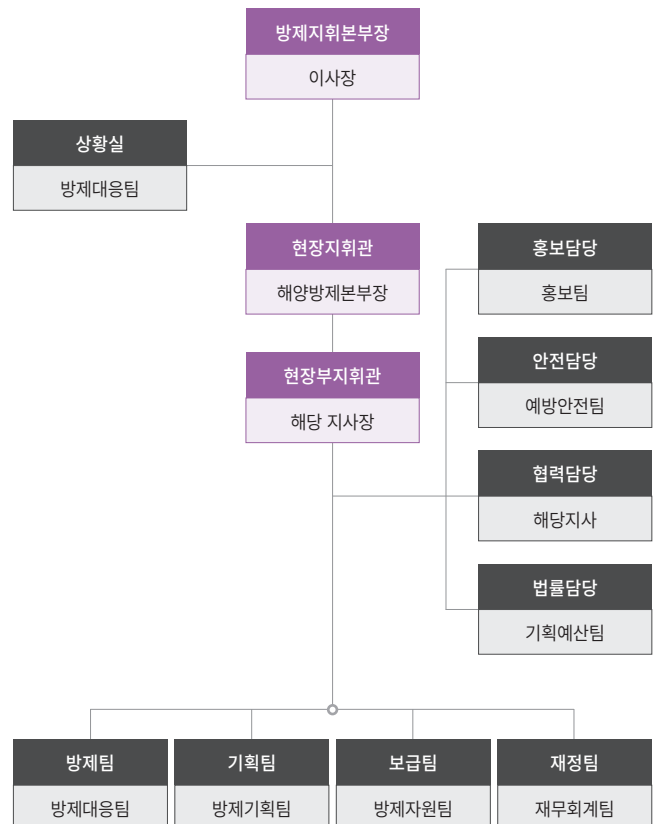 방제지휘본부장
이사장
상황실
방제대응팀
현장지휘관
해양방제본부장
현장부지휘관
해당 지사장
홍보담당
홍보팀
안전담당
예방안전팀
협력담당
해당지사
법률담당
기획예산팀
방제팀
방제대응팀
기획팀
방제기획팀
보급팀
방제자원팀
재정팀
재무회계팀